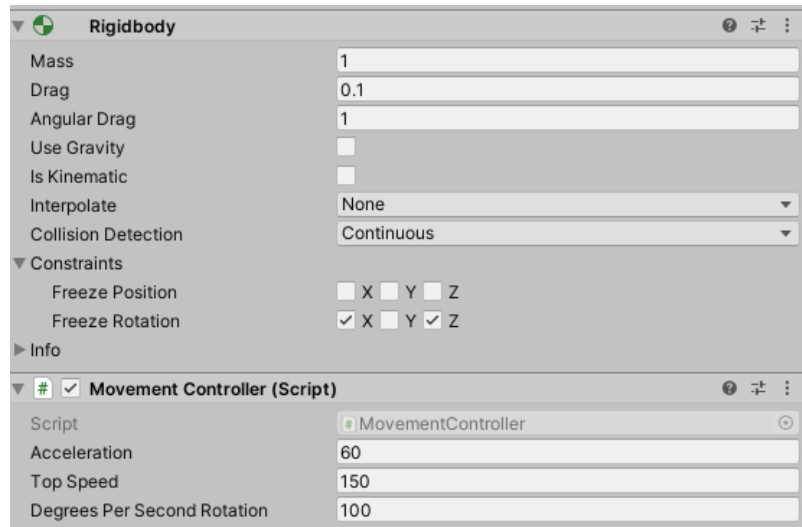 Rigidbody
Mass 1
Drag 0.1
Angular Drag 1
Use Gravity
Is Kinematic
Interpolate None
Collision Detection Continuous
Constraints
Freeze Position X Y Z
Freeze Rotation X Y Z
Info
# Movement Controller (Script)
Script # MovementController
Acceleration 60
Top Speed 150
Degrees Per Second Rotation 100